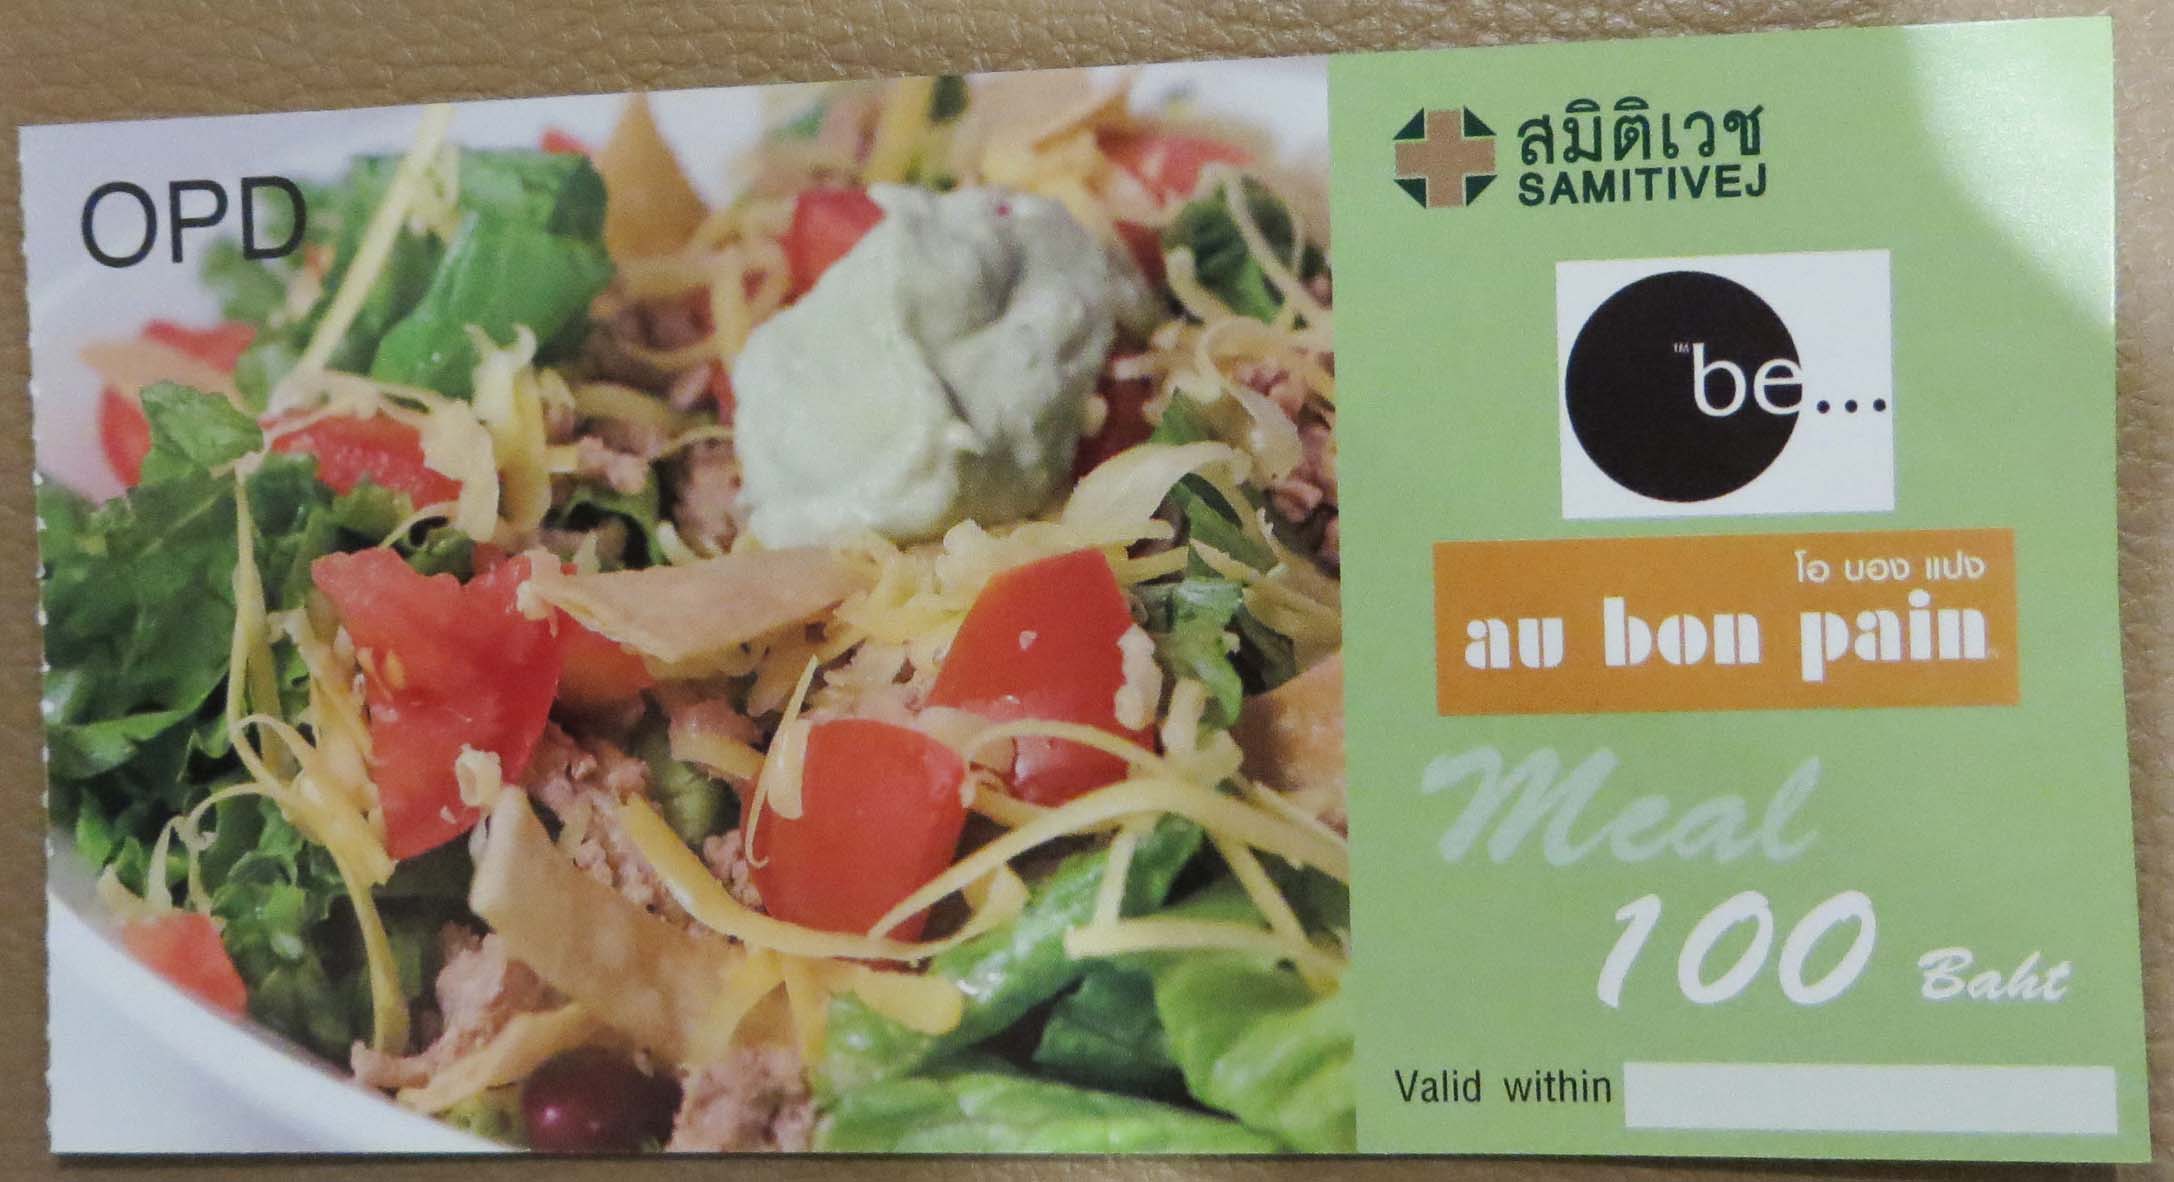 OPD
สมิติเวช
SAMITIVEJ
™be...
โอ บอง แปง
au bon pain
Meal
100 Baht
Valid within